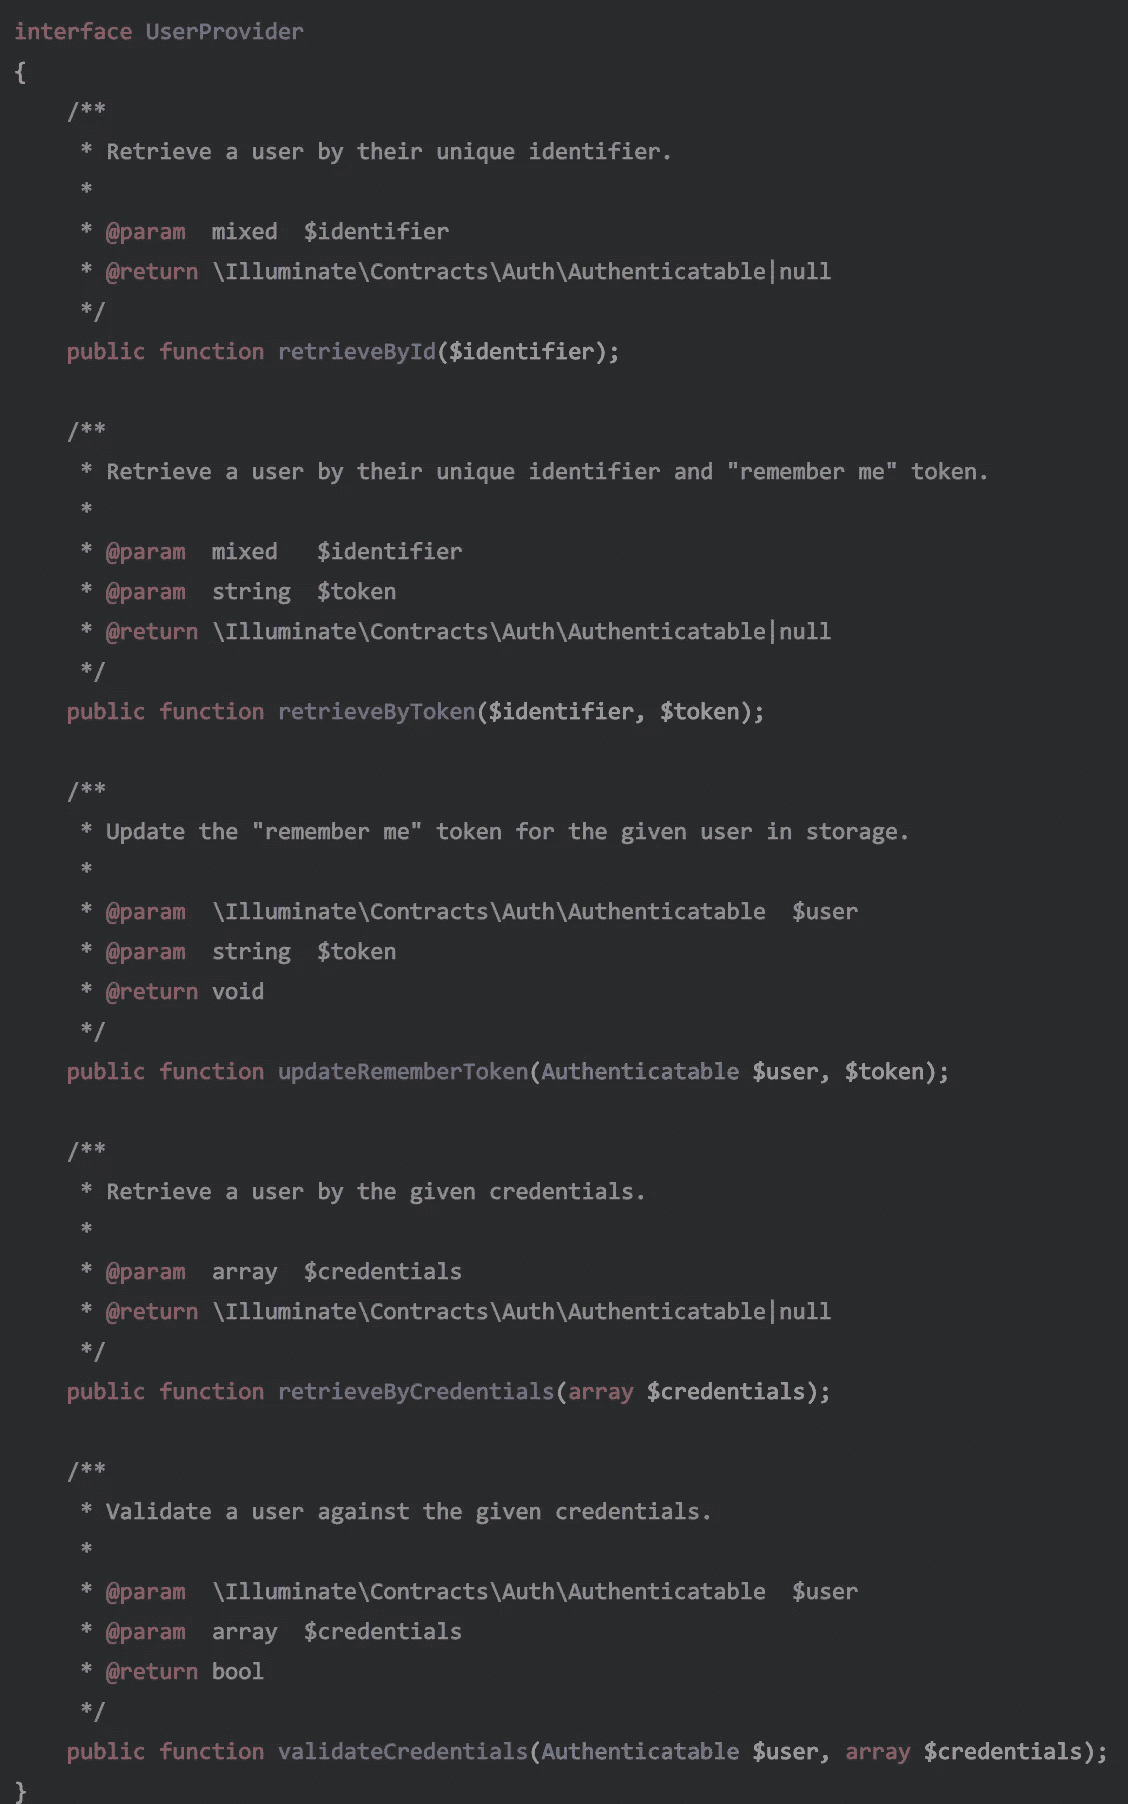 interface UserProvider
{
    /**
     * Retrieve a user by their unique identifier.
     *
     * @param  mixed  $identifier
     * @return \Illuminate\Contracts\Auth\Authenticatable|null
     */
    public function retrieveById($identifier);

    /**
     * Retrieve a user by their unique identifier and "remember me" token.
     *
     * @param  mixed   $identifier
     * @param  string  $token
     * @return \Illuminate\Contracts\Auth\Authenticatable|null
     */
    public function retrieveByToken($identifier, $token);

    /**
     * Update the "remember me" token for the given user in storage.
     *
     * @param  \Illuminate\Contracts\Auth\Authenticatable  $user
     * @param  string  $token
     * @return void
     */
    public function updateRememberToken(Authenticatable $user, $token);

    /**
     * Retrieve a user by the given credentials.
     *
     * @param  array  $credentials
     * @return \Illuminate\Contracts\Auth\Authenticatable|null
     */
    public function retrieveByCredentials(array $credentials);

    /**
     * Validate a user against the given credentials.
     *
     * @param  \Illuminate\Contracts\Auth\Authenticatable  $user
     * @param  array  $credentials
     * @return bool
     */
    public function validateCredentials(Authenticatable $user, array $credentials);
}